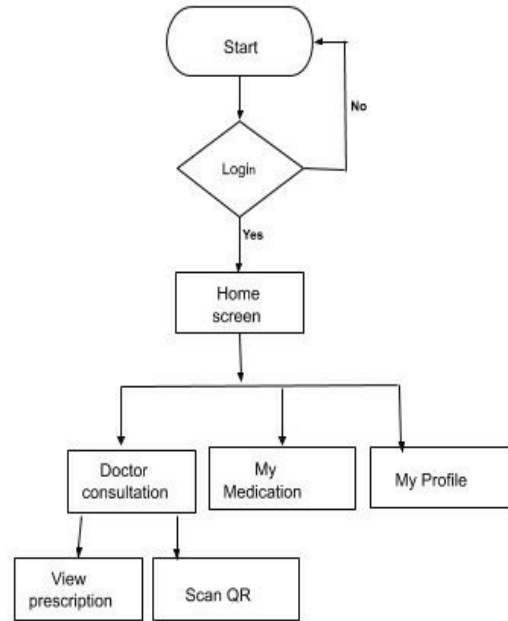 Start
No
Login
Yes
Home
screen
Doctor
consultation
My
Medication
My Profile
View
prescription
Scan QR